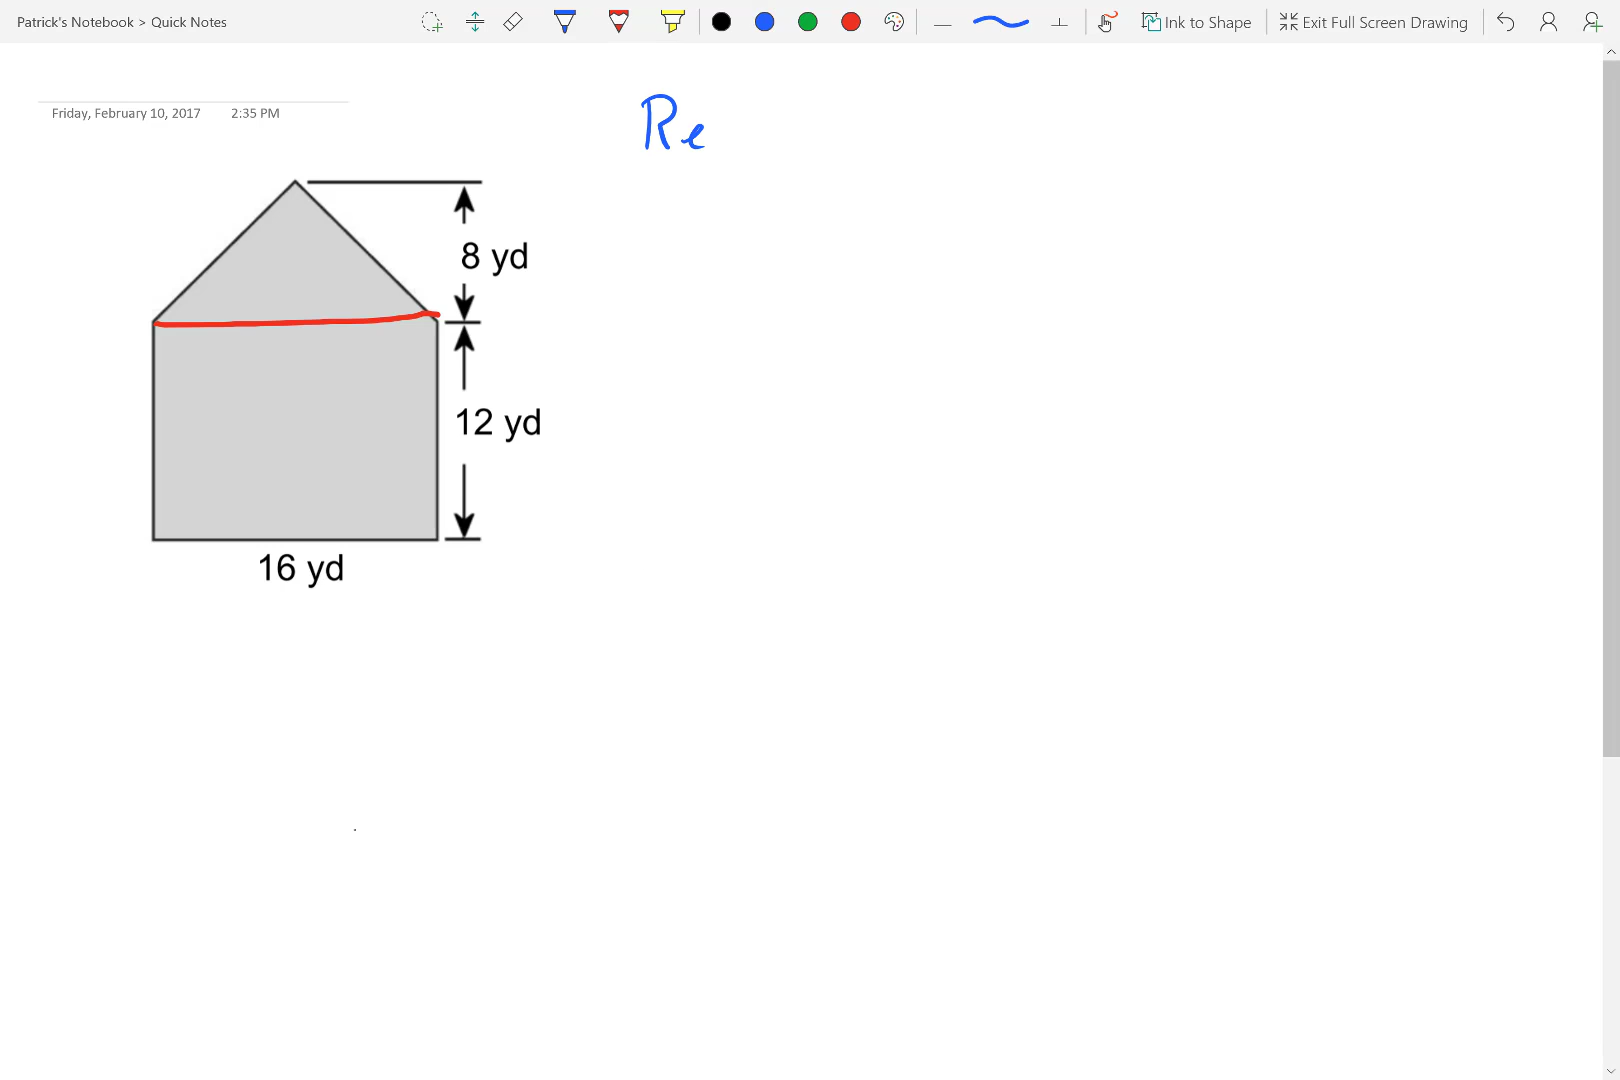 Patrick's Notebook > Quick Notes
Ink to Shape
Exit Full Screen Drawing
Friday, February 10, 2017 2:35 PM
Re
8 yd
12 yd
16 yd